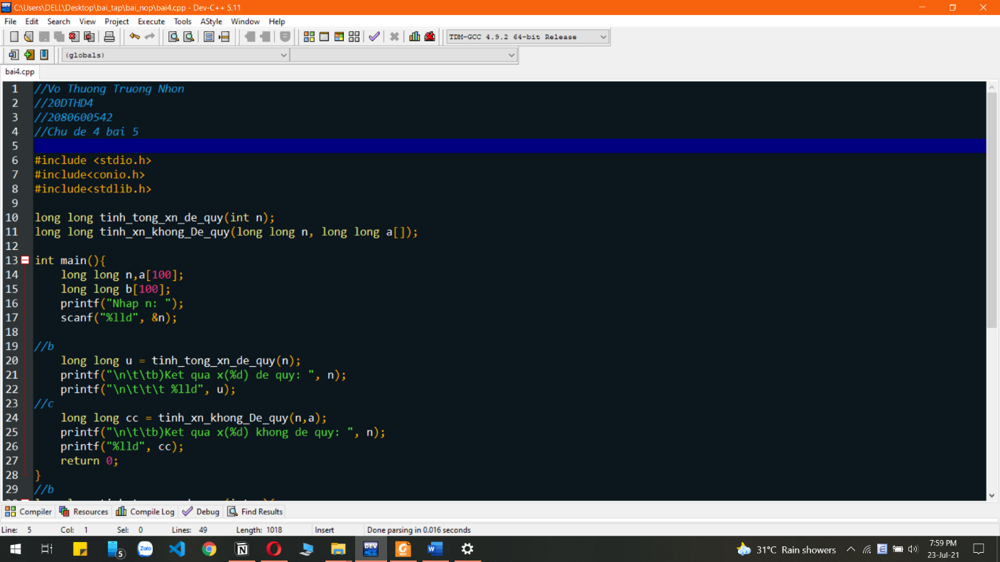 C:\Users\DELL\Desktop\bai_tap\bai_nop\bai4.cpp - Dev-C++ 5.11
File Edit Search View Project Execute Tools AStyle Window Help
TDM-GCC 4.9.2 64-bit Release
(globals)
bai4.cpp
1 //Vo Thuong Truong Nhon
2 //20DTHD4
3 //2080600542
4 //Chu de 4 bai 5
5
6 #include <stdio.h>
7 #include<conio.h>
8 #include<stdlib.h>
9
10 long long tinh_tong_xn_de_quy(int n);
11 long long tinh_xn_khong_De_quy(long long n, long long a[]);
12
13 int main(){
14 long long n,a[100];
15 long long b[100];
16 printf("Nhap n: ");
17 scanf("%lld", &n);
18
19 //b
20 long long u = tinh_tong_xn_de_quy(n);
21 printf("\n\t\tb)Ket qua x(%d) de quy: ", n);
22 printf("\n\t\t\t %lld", u);
23 //c
24 long long cc = tinh_xn_khong_De_quy(n,a);
25 printf("\n\t\tb)Ket qua x(%d) khong de quy: ", n);
26 printf("%lld", cc);
27 return 0;
28 }
29 //b
Compiler Resources Compile Log Debug Find Results
Line: 5 Col: 1 Sel: 0 Lines: 49 Length: 1018 Insert Done parsing in 0.016 seconds
5 Zalo DEV 31°C Rain showers 7:59 PM
23-Jul-21